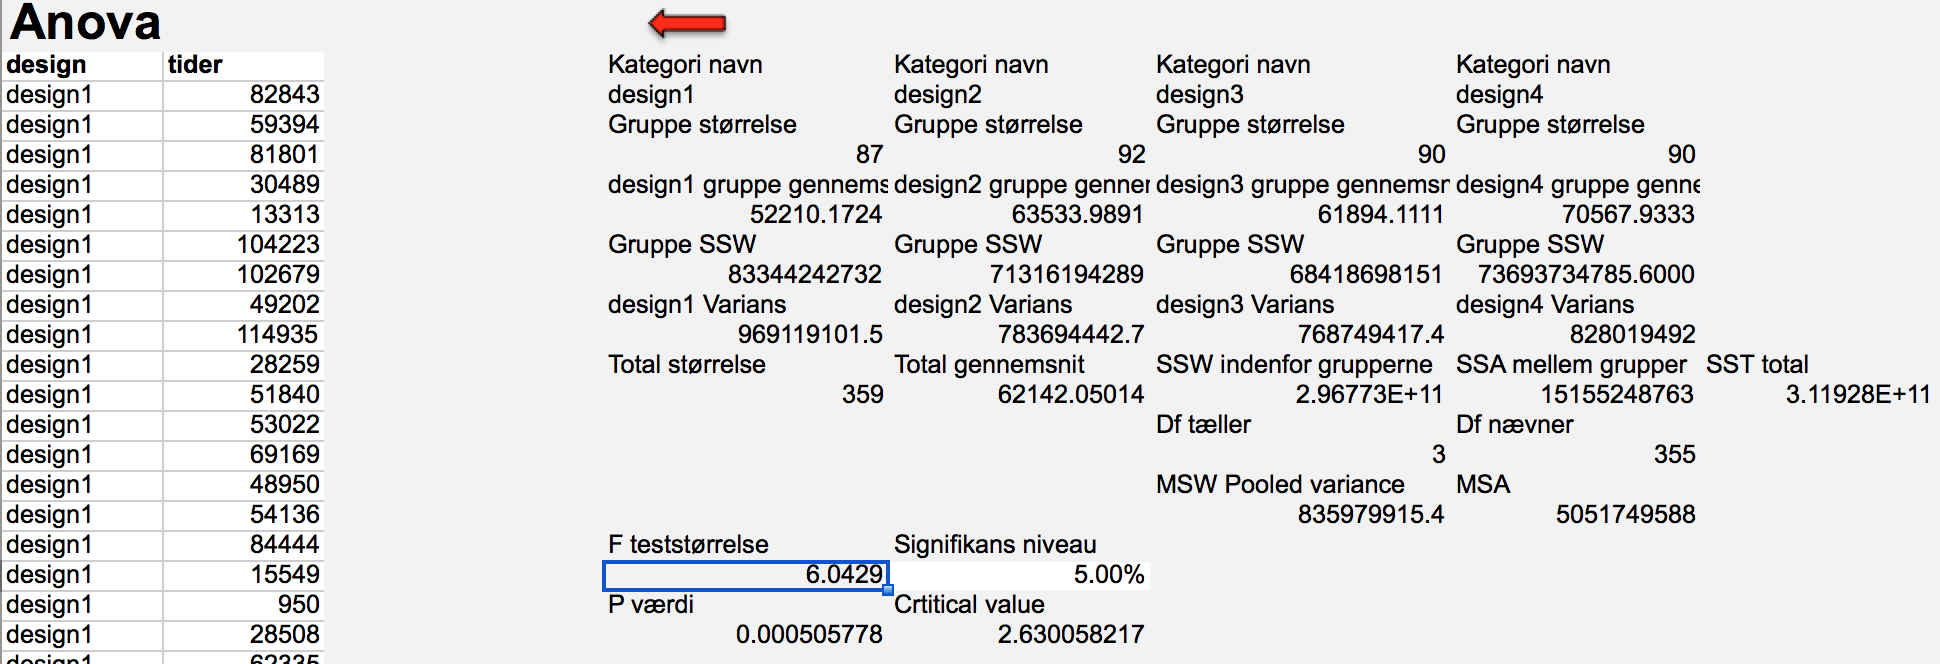 Anova
design tider Kategori navn Kategori navn Kategori navn Kategori navn
design1 82843 design1 design2 design3 design4
design1 59394 Gruppe størrelse Gruppe størrelse Gruppe størrelse Gruppe størrelse
design1 81801 87 92 90 90
design1 30489 design1 gruppe gennems design2 gruppe genner design3 gruppe gennemsr design4 gruppe genne
design1 13313 52210.1724 63533.9891 61894.1111 70567.9333
design1 104223 Gruppe SSW Gruppe SSW Gruppe SSW Gruppe SSW
design1 102679 83344242732 71316194289 68418698151 73693734785.6000
design1 49202 design1 Varians design2 Varians design3 Varians design4 Varians
design1 114935 969119101.5 783694442.7 768749417.4 828019492
design1 28259 Total størrelse Total gennemsnit SSW indenfor grupperne SSA mellem grupper SST total
design1 51840 359 62142.05014 2.96773E+11 15155248763 3.11928E+11
design1 53022 Df tæller Df nævner
design1 69169 3 355
design1 48950 MSW Pooled variance MSA
design1 54136 835979915.4 5051749588
design1 84444 F teststørrelse Signifikans niveau
design1 15549 6.0429 5.00%
design1 950 P værdi Crtitical value
design1 28508 0.000505778 2.630058217
design1 62335